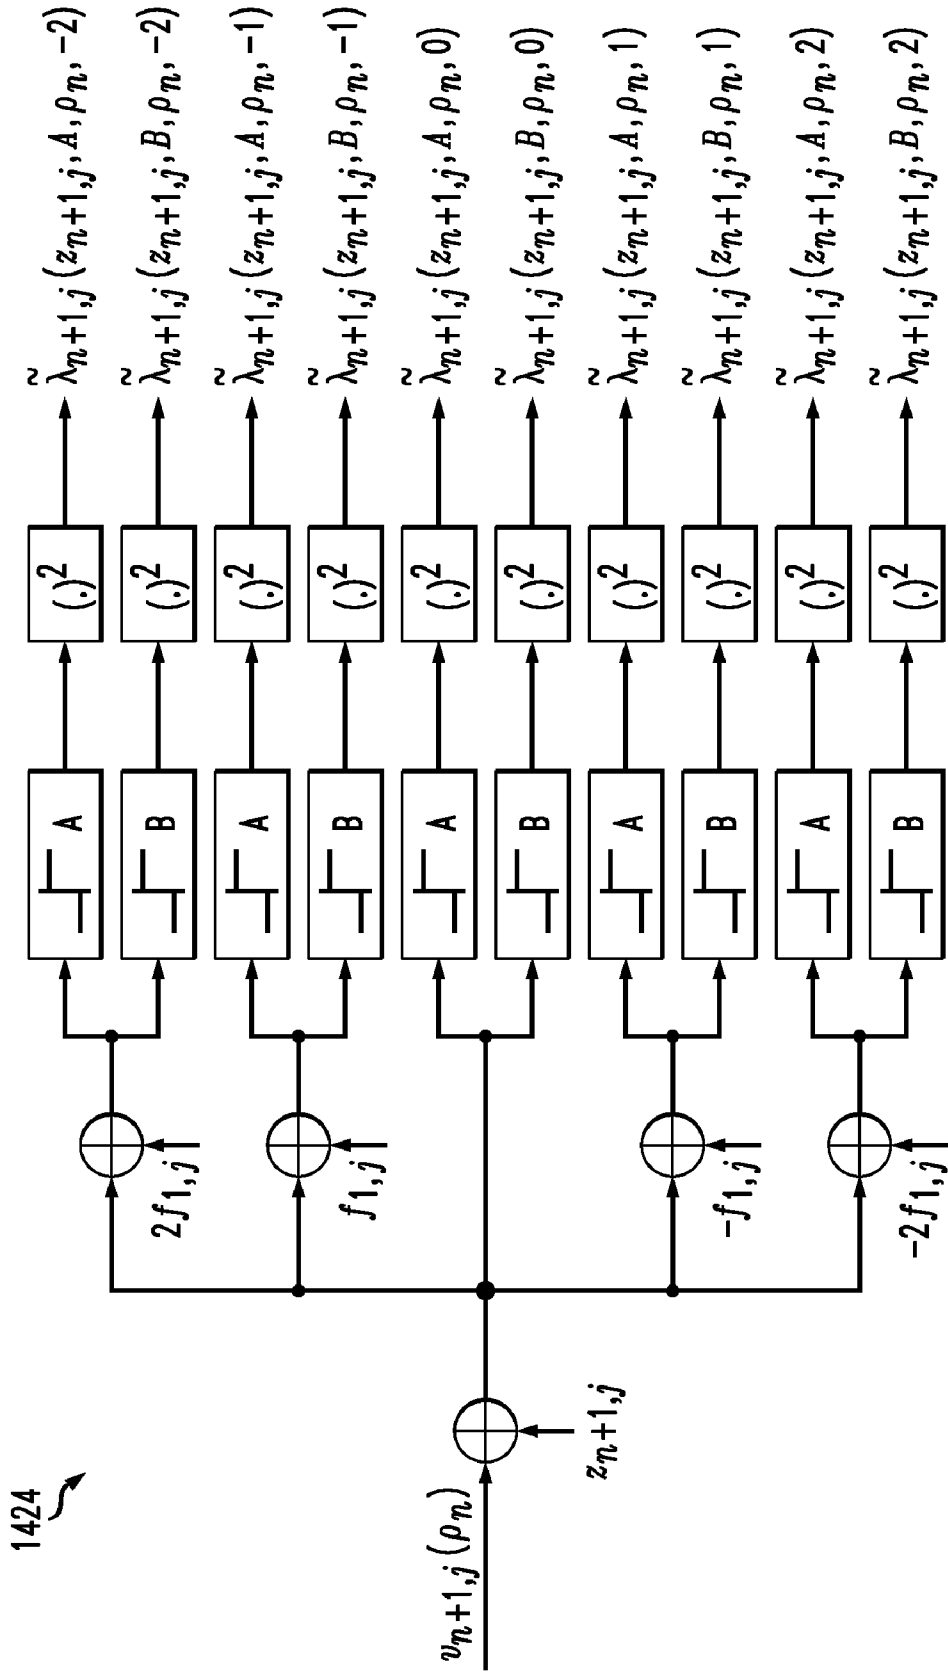 1424
v_{n+1,j}(ρ_n)
z_{n+1,j}
2f_{1,j}
f_{1,j}
-f_{1,j}
-2f_{1,j}
A
B
A
B
A
B
A
B
A
B
(.)²
(.)²
(.)²
(.)²
(.)²
(.)²
(.)²
(.)²
(.)²
(.)²
λ̃_{n+1,j}(z_{n+1,j},A,ρ_n,-2)
λ̃_{n+1,j}(z_{n+1,j},B,ρ_n,-2)
λ̃_{n+1,j}(z_{n+1,j},A,ρ_n,-1)
λ̃_{n+1,j}(z_{n+1,j},B,ρ_n,-1)
λ̃_{n+1,j}(z_{n+1,j},A,ρ_n,0)
λ̃_{n+1,j}(z_{n+1,j},B,ρ_n,0)
λ̃_{n+1,j}(z_{n+1,j},A,ρ_n,1)
λ̃_{n+1,j}(z_{n+1,j},B,ρ_n,1)
λ̃_{n+1,j}(z_{n+1,j},A,ρ_n,2)
λ̃_{n+1,j}(z_{n+1,j},B,ρ_n,2)